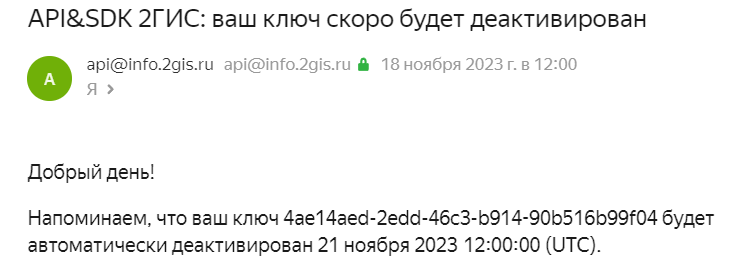 API&SDK 2ГИС: ваш ключ скоро будет деактивирован
api@info.2gis.ru api@info.2gis.ru 18 ноября 2023 г. в 12:00
А
Я
Добрый день!
Напоминаем, что ваш ключ 4ae14aed-2edd-46c3-b914-90b516b99f04 будет
автоматически деактивирован 21 ноября 2023 12:00:00 (UTC).